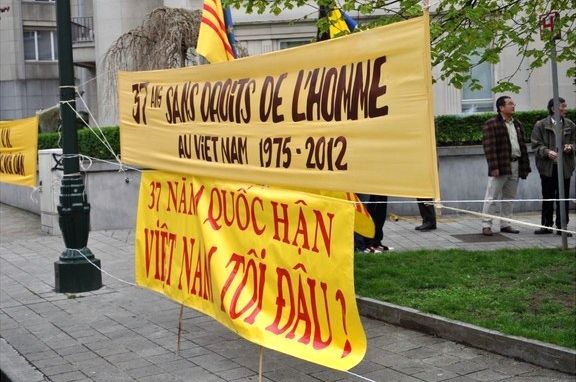 37 ANS SANS DROITS DE L'HOMME
AU VIET NAM 1975-2012
37 NĂM QUỐC HẬN
VIỆT NAM TÔI ĐÂU?